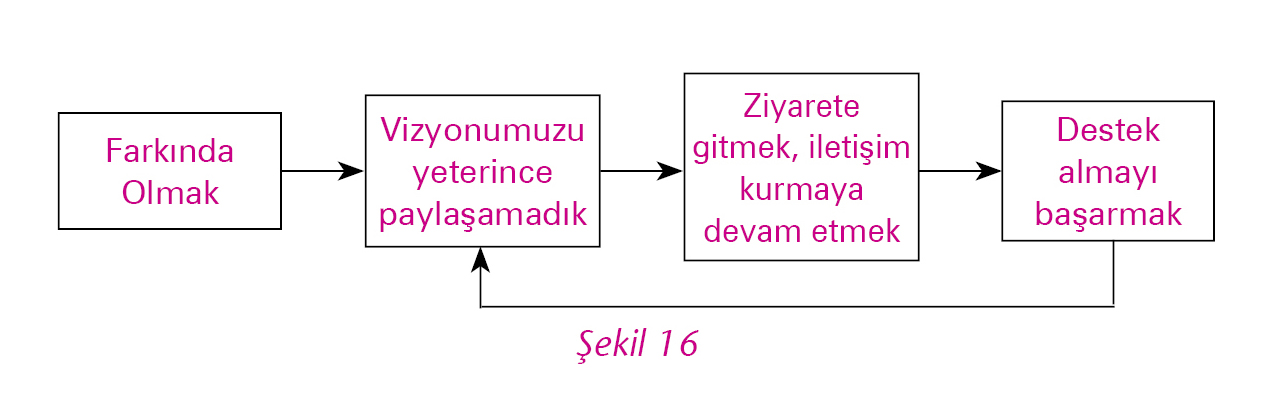 Farkında
Olmak
Vizyonumuzu
yeterince
paylaşamadık
Ziyarete
gitmek, iletişim
kurmaya
devam etmek
Destek
almayı
başarmak
Şekil 16